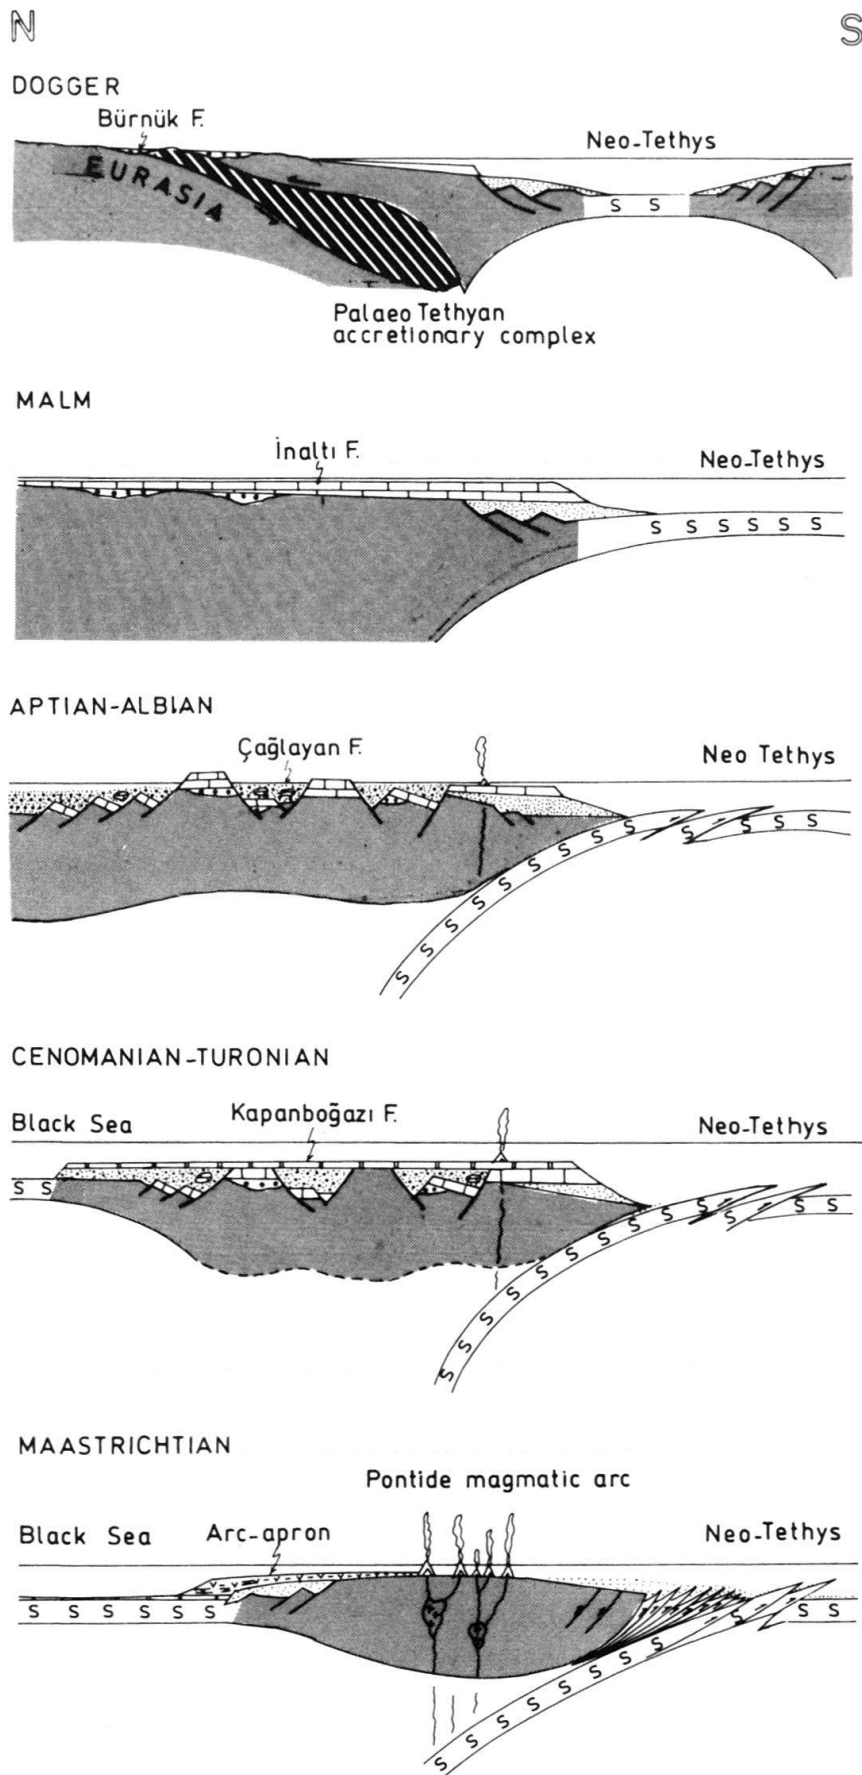 N S
DOGGER
Bürnük F.
Neo-Tethys
EURASIA
S S
Palaeo Tethyan
accretionary complex
MALM
İnaltı F.
Neo-Tethys
S S S S S S
APTIAN-ALBIAN
Çağlayan F.
Neo Tethys
S S S S S S S S S S S S S S
CENOMANIAN-TURONIAN
Black Sea
Kapanboğazı F.
Neo-Tethys
S S
S S S S S S S S S S S S S S
MAASTRICHTIAN
Pontide magmatic arc
Black Sea
Arc-apron
Neo-Tethys
S S S S S S S
S S S S S S S S S S S S